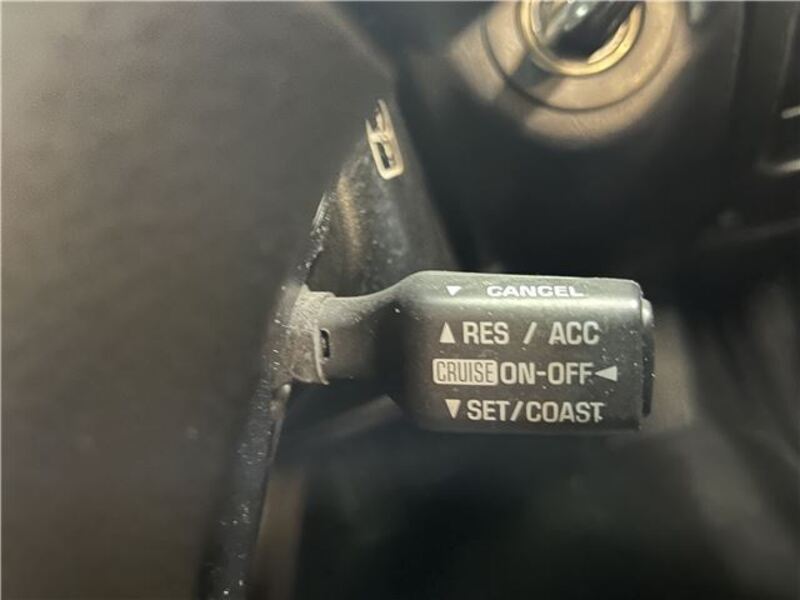 ▼ CANCEL
▲ RES / ACC
CRUISE ON-OFF ◄
▼ SET/COAST